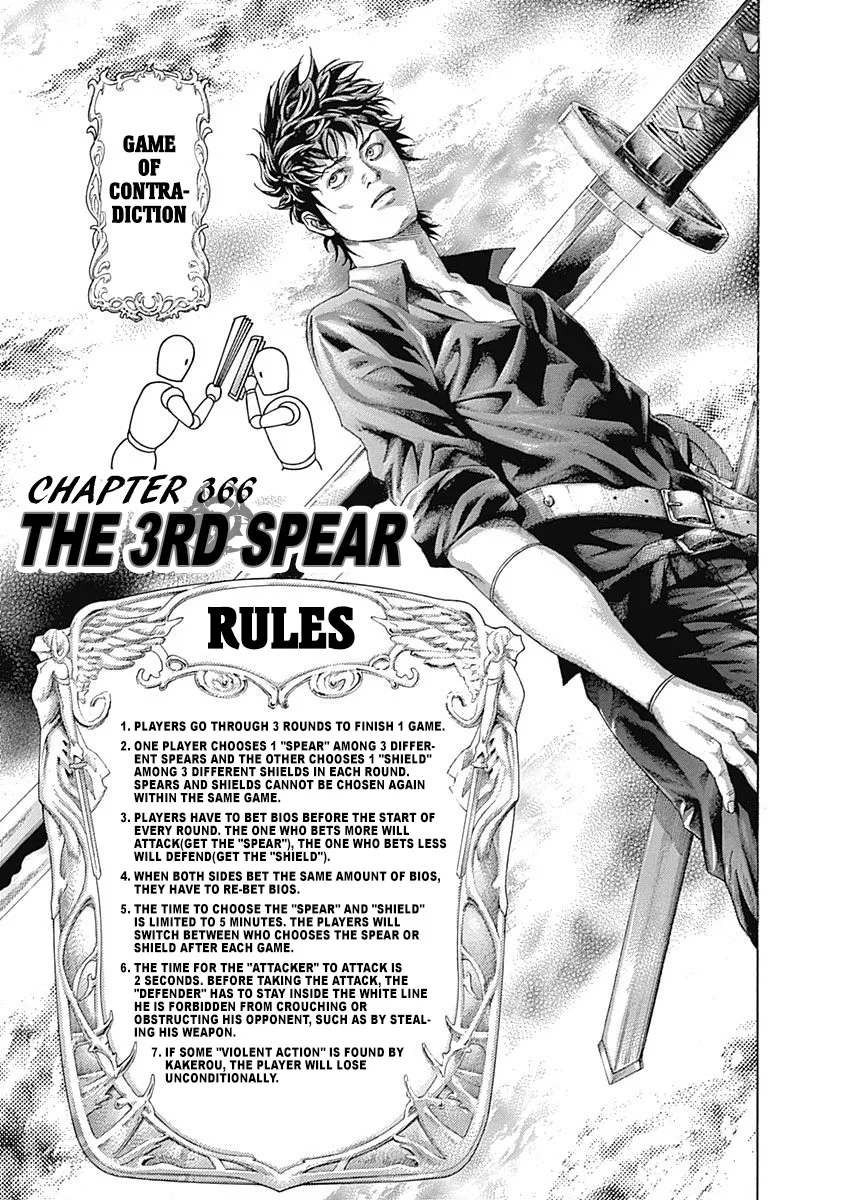 GAME
OF
CONTRA-
DICTION
CHAPTER 366
THE 3RD SPEAR
RULES
1. PLAYERS GO THROUGH 3 ROUNDS TO FINISH 1 GAME.
2. ONE PLAYER CHOOSES 1 "SPEAR" AMONG 3 DIFFER-
ENT SPEARS AND THE OTHER CHOOSES 1 "SHIELD"
AMONG 3 DIFFERENT SHIELDS IN EACH ROUND.
SPEARS AND SHIELDS CANNOT BE CHOSEN AGAIN
WITHIN THE SAME GAME.
3. PLAYERS HAVE TO BET BIOS BEFORE THE START OF
EVERY ROUND. THE ONE WHO BETS MORE WILL
ATTACK(GET THE "SPEAR"), THE ONE WHO BETS LESS
WILL DEFEND(GET THE "SHIELD").
4. WHEN BOTH SIDES BET THE SAME AMOUNT OF BIOS,
THEY HAVE TO RE-BET BIOS.
5. THE TIME TO CHOOSE THE "SPEAR" AND "SHIELD"
IS LIMITED TO 5 MINUTES. THE PLAYERS WILL
SWITCH BETWEEN WHO CHOOSES THE SPEAR OR
SHIELD AFTER EACH GAME.
6. THE TIME FOR THE "ATTACKER" TO ATTACK IS
2 SECONDS. BEFORE TAKING THE ATTACK, THE
"DEFENDER" HAS TO STAY INSIDE THE WHITE LINE
HE IS FORBIDDEN FROM CROUCHING OR
OBSTRUCTING HIS OPPONENT, SUCH AS BY STEAL-
ING HIS WEAPON.
7. IF SOME "VIOLENT ACTION" IS FOUND BY
KAKEROU, THE PLAYER WILL LOSE
UNCONDITIONALLY.